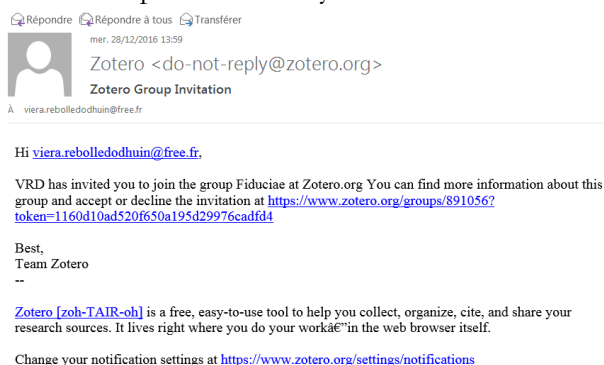 Répondre Répondre à tous Transférer
mer. 28/12/2016 13:59
Zotero <do-not-reply@zotero.org>
Zotero Group Invitation
À viera.rebolledodhuin@free.fr
Hi viera.rebolledodhuin@free.fr,
VRD has invited you to join the group Fiduciae at Zotero.org You can find more information about this
group and accept or decline the invitation at https://www.zotero.org/groups/891056?
token=1160d10ad520f650a195d29976cadfd4
Best,
Team Zotero
--
Zotero [zoh-TAIR-oh] is a free, easy-to-use tool to help you collect, organize, cite, and share your
research sources. It lives right where you do your workâ€”in the web browser itself.
Change your notification settings at https://www.zotero.org/settings/notifications